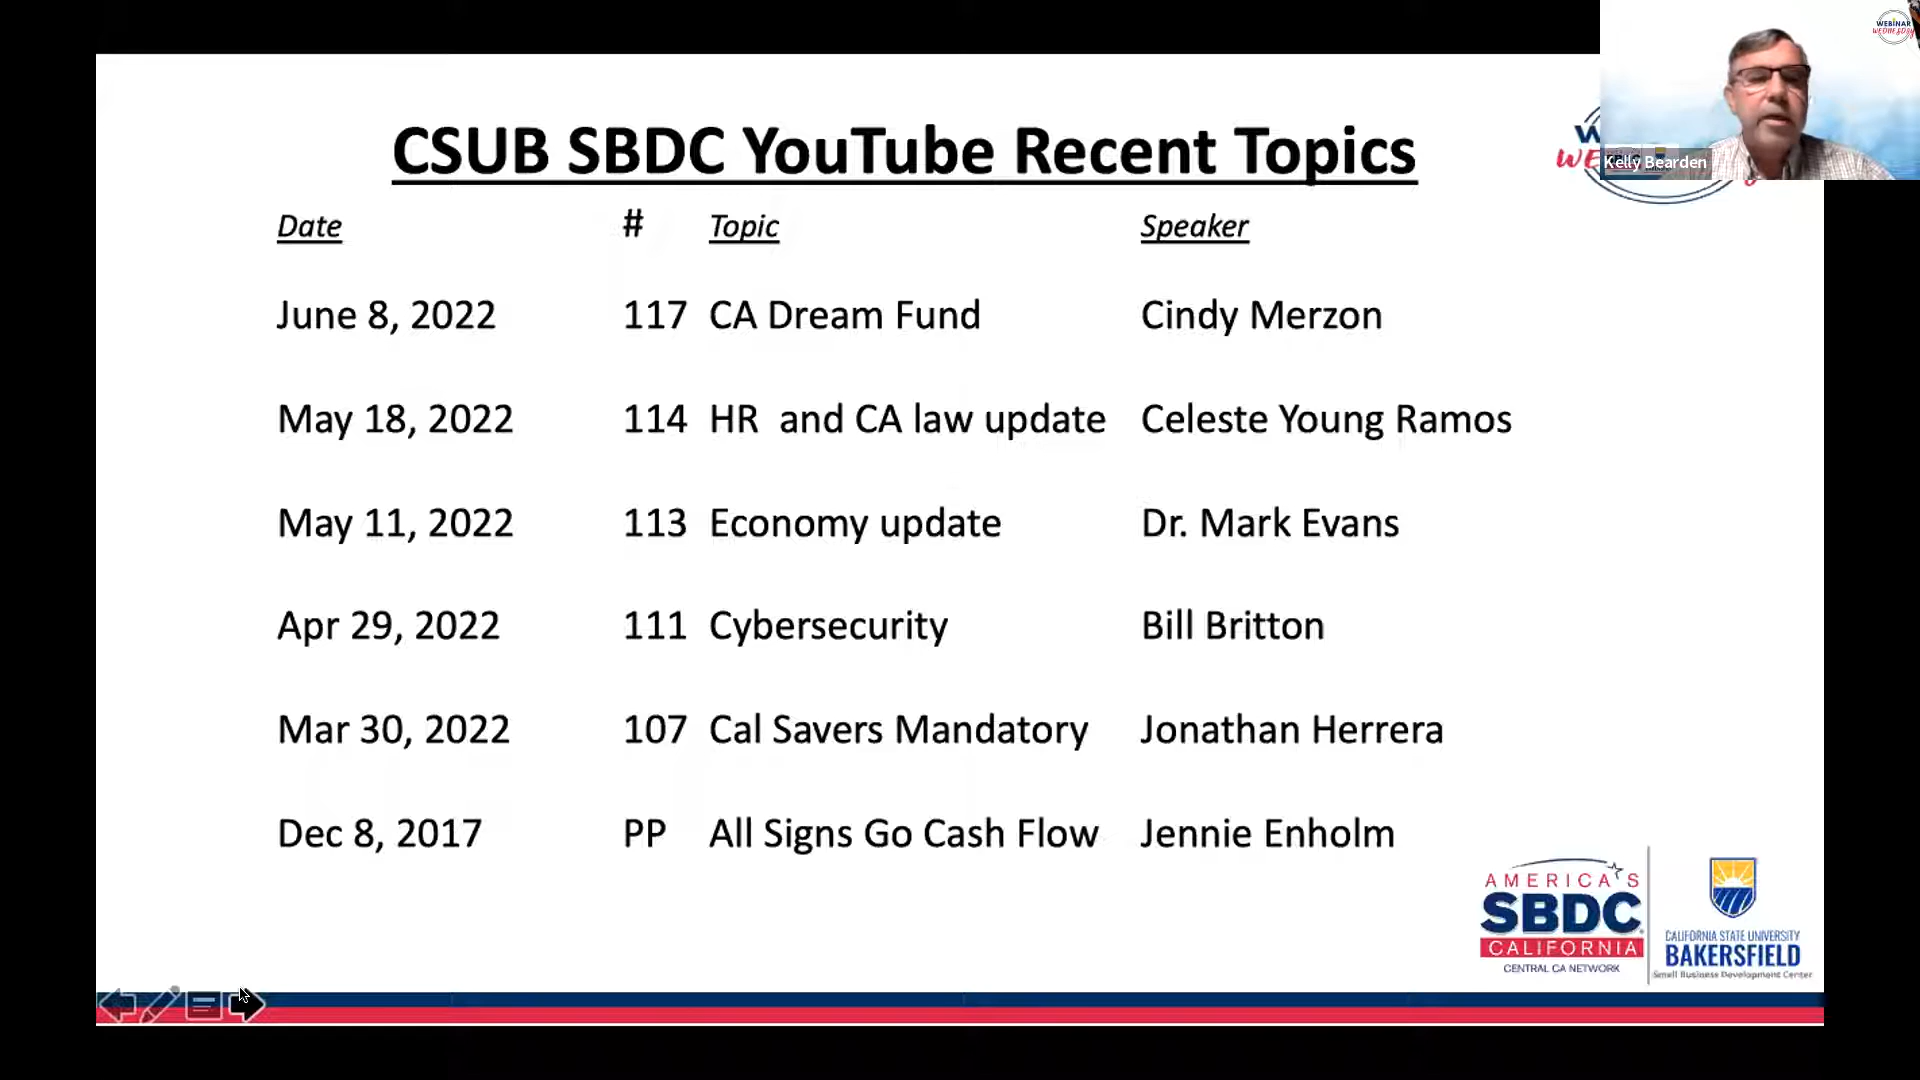 WEBINAR
WEDNESDAY
Kelly Bearden
CSUB SBDC YouTube Recent Topics
Date # Topic Speaker
June 8, 2022 117 CA Dream Fund Cindy Merzon
May 18, 2022 114 HR and CA law update Celeste Young Ramos
May 11, 2022 113 Economy update Dr. Mark Evans
Apr 29, 2022 111 Cybersecurity Bill Britton
Mar 30, 2022 107 Cal Savers Mandatory Jonathan Herrera
Dec 8, 2017 PP All Signs Go Cash Flow Jennie Enholm
AMERICA'S
SBDC
CALIFORNIA
CENTRAL CA NETWORK
CALIFORNIA STATE UNIVERSITY
BAKERSFIELD
Small Business Development Center